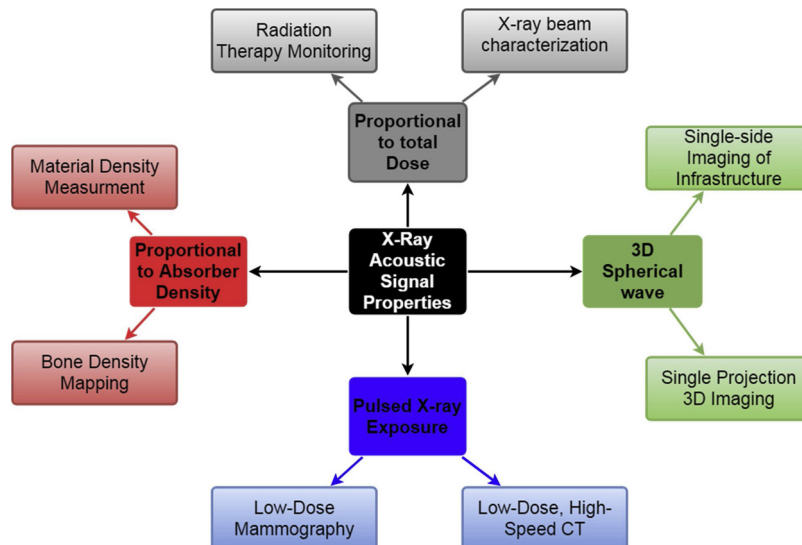 Radiation
Therapy Monitoring
X-ray beam
characterization
Proportional
to total
Dose
Single-side
Imaging of
Infrastructure
Material Density
Measurment
Proportional
to Absorber
Density
X-Ray
Acoustic
Signal
Properties
3D
Spherical
wave
Bone Density
Mapping
Pulsed X-ray
Exposure
Single Projection
3D Imaging
Low-Dose
Mammography
Low-Dose, High-
Speed CT